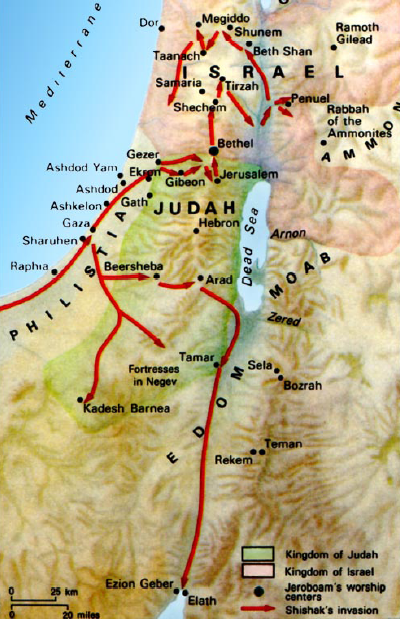 Mediterrane
Dor
Megiddo
Shunem
Ramoth
Gilead
Beth Shan
Taanach
ISRAEL
Samaria
Tirzah
Penuel
Shechem
Rabbah
of the
Ammonites
AMMON
Bethel
Gezer
Ashdod Yam
Ekron
Gibeon
Jerusalem
Ashdod
Gath
Ashkelon
JUDAH
Gaza
Hebron
Sharuhen
Dead Sea
Arnon
PHILISTIA
Raphia
Beersheba
Arad
MOAB
Zered
Tamar
Fortresses
in Negev
Sela
Bozrah
Kadesh Barnea
EDOM
Teman
Rekem
Kingdom of Judah
Kingdom of Israel
Jeroboam's worship
centers
Shishak's invasion
Ezion Geber
Elath
0 25 km
0 20 miles